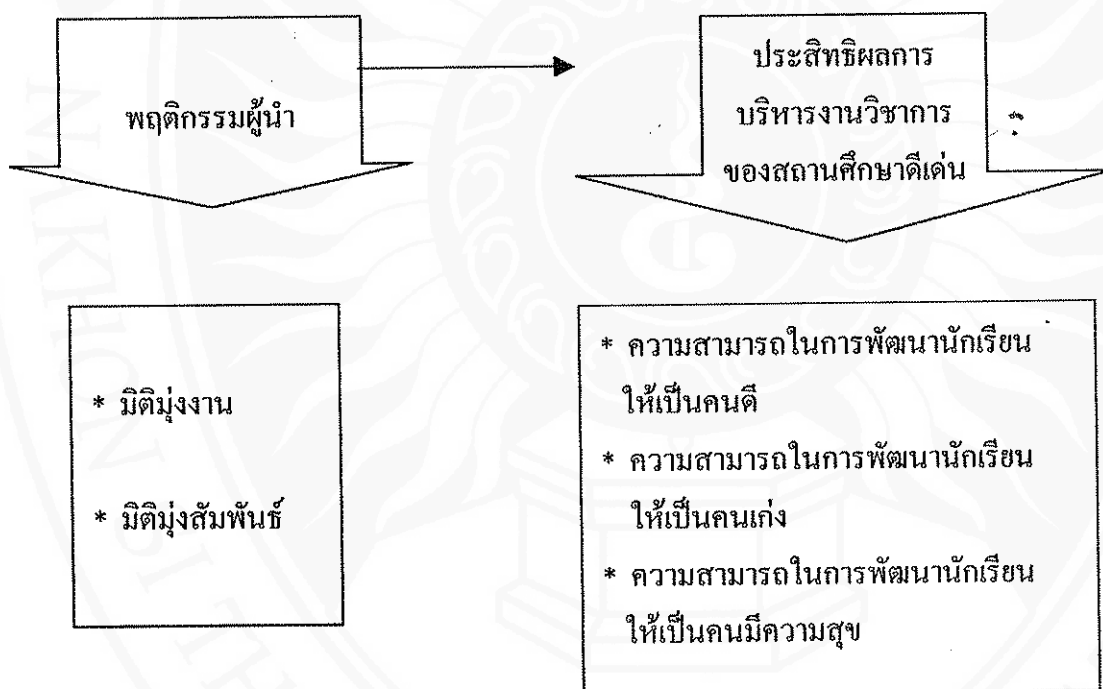 พฤติกรรมผู้นำ
ประสิทธิผลการ
บริหารงานวิชาการ
ของสถานศึกษาดีเด่น
* มิติมุ่งงาน
* มิติมุ่งสัมพันธ์
* ความสามารถในการพัฒนานักเรียน
ให้เป็นคนดี
* ความสามารถในการพัฒนานักเรียน
ให้เป็นคนเก่ง
* ความสามารถในการพัฒนานักเรียน
ให้เป็นคนมีความสุข